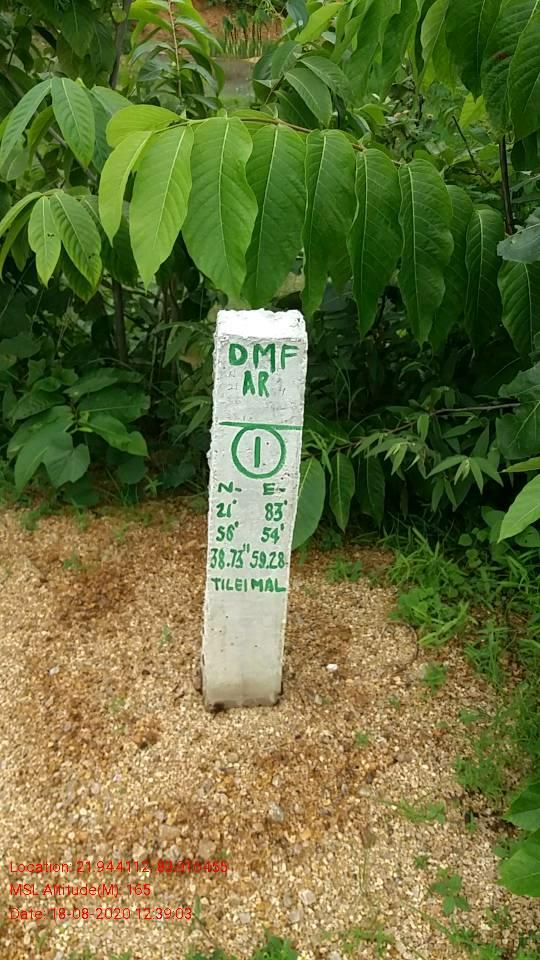 DMF
AR
1
N- E-
21° 83°
56' 54'
38.73" 59.28
TILEIMAL
Location: 21.944112, 83.910455
MSL Altitude(M): 165
Date: 18-08-2020 12:39:03